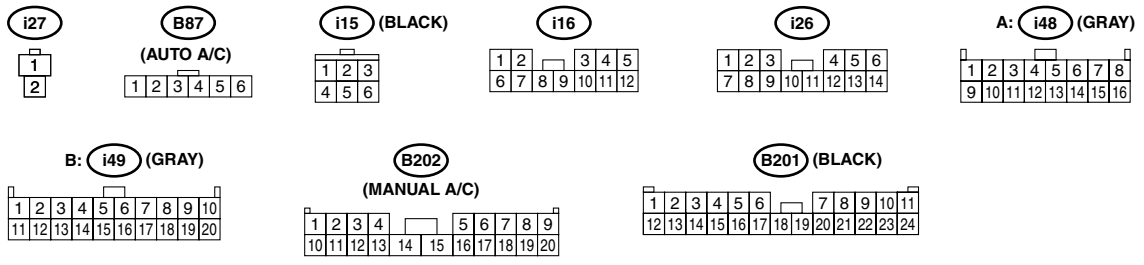 i27
B87
(AUTO A/C)
i15 (BLACK)
i16
i26
A: i48 (GRAY)
1
2
1 2 3 4 5 6
1 2 3
4 5 6
1 2 3 4 5
6 7 8 9 10 11 12
1 2 3 4 5 6
7 8 9 10 11 12 13 14
1 2 3 4 5 6 7 8
9 10 11 12 13 14 15 16
B: i49 (GRAY)
B202
(MANUAL A/C)
B201 (BLACK)
1 2 3 4 5 6 7 8 9 10
11 12 13 14 15 16 17 18 19 20
1 2 3 4 5 6 7 8 9
10 11 12 13 14 15 16 17 18 19 20
1 2 3 4 5 6 7 8 9 10 11
12 13 14 15 16 17 18 19 20 21 22 23 24